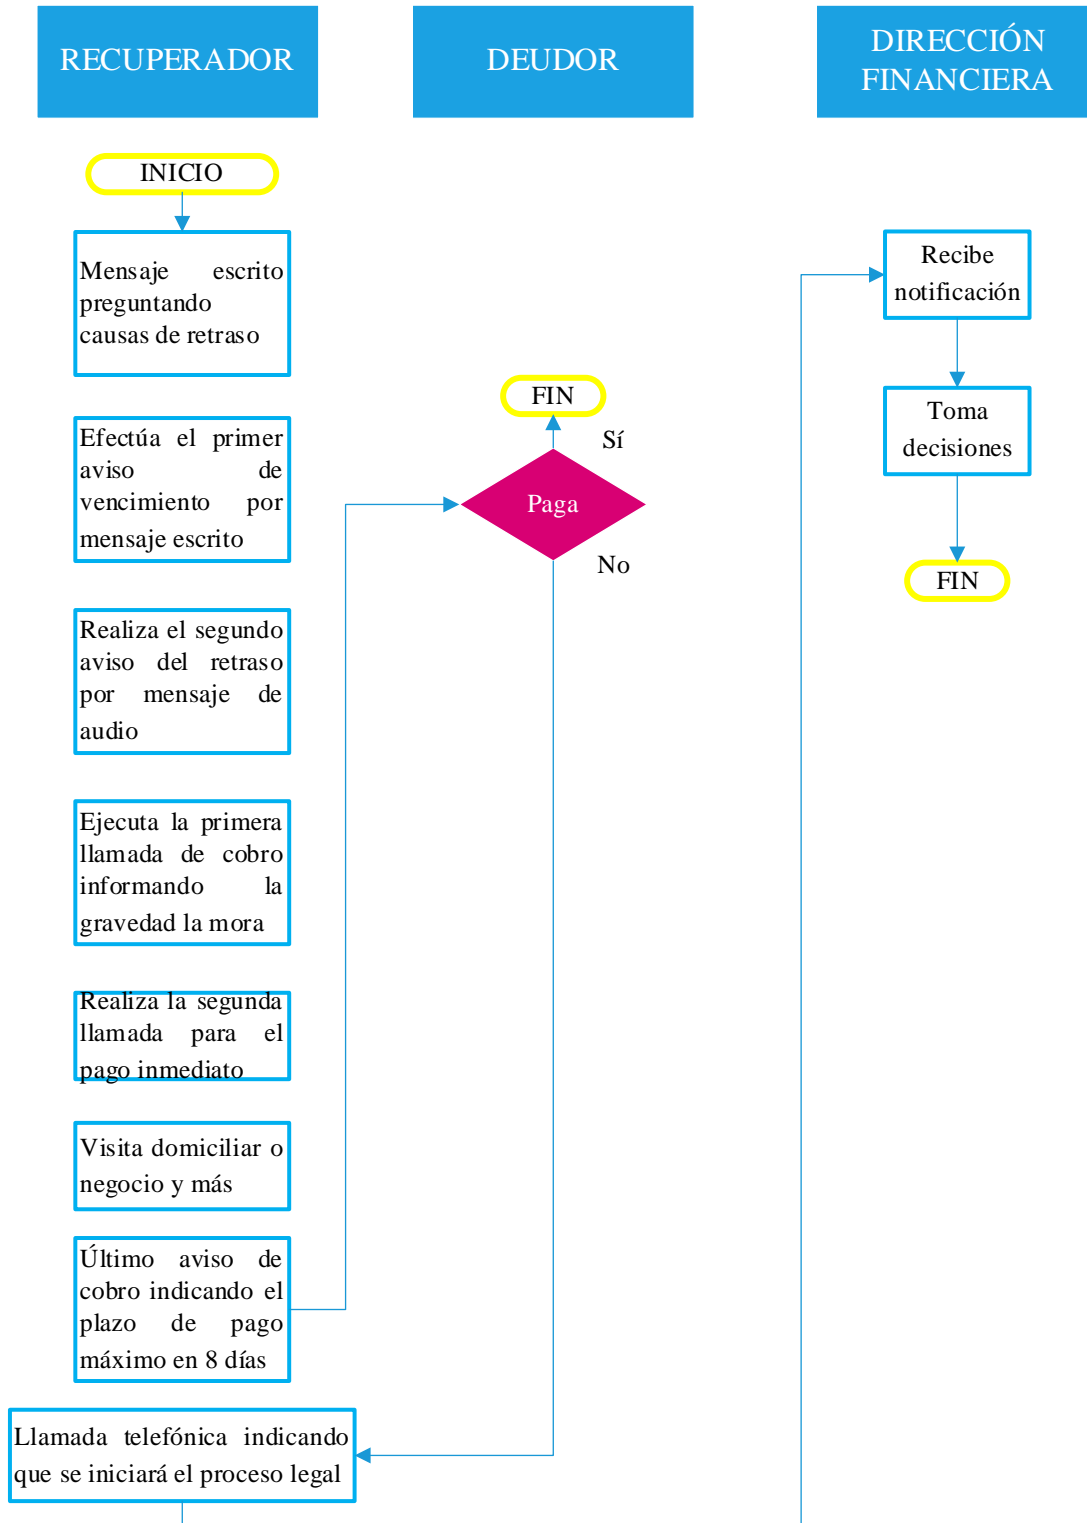 RECUPERADOR
DEUDOR
DIRECCIÓN
FINANCIERA
INICIO
Mensaje escrito
preguntando
causas de retraso
Efectúa el primer
aviso de
vencimiento por
mensaje escrito
Realiza el segundo
aviso del retraso
por mensaje de
audio
Ejecuta la primera
llamada de cobro
informando la
gravedad la mora
Realiza la segunda
llamada para el
pago inmediato
Visita domiciliar o
negocio y más
Último aviso de
cobro indicando el
plazo de pago
máximo en 8 días
Llamada telefónica indicando
que se iniciará el proceso legal
FIN
Sí
Paga
No
Recibe
notificación
Toma
decisiones
FIN